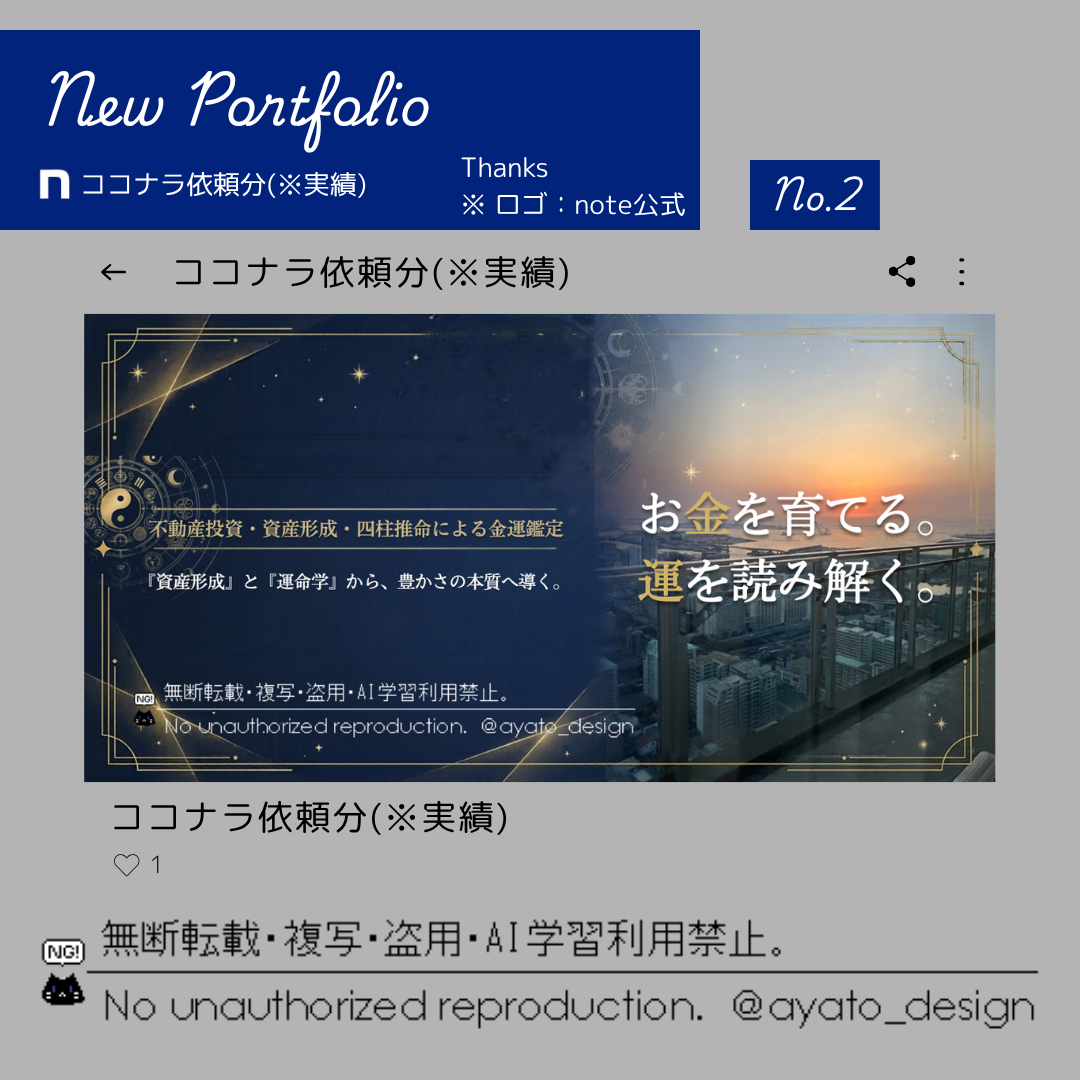 New Portfolio
ココナラ依頼分(※実績)
Thanks
※ ロゴ：note公式
No.2
ココナラ依頼分(※実績)
不動産投資・資産形成・四柱推命による金運鑑定
『資産形成』と『運命学』から、豊かさの本質へ導く。
お金を育てる。
運を読み解く。
NG!
無断転載・複写・盗用・AI学習利用禁止。
No unauthorized reproduction. @ayato_design
ココナラ依頼分(※実績)
1
NG!
無断転載・複写・盗用・AI学習利用禁止。
No unauthorized reproduction. @ayato_design